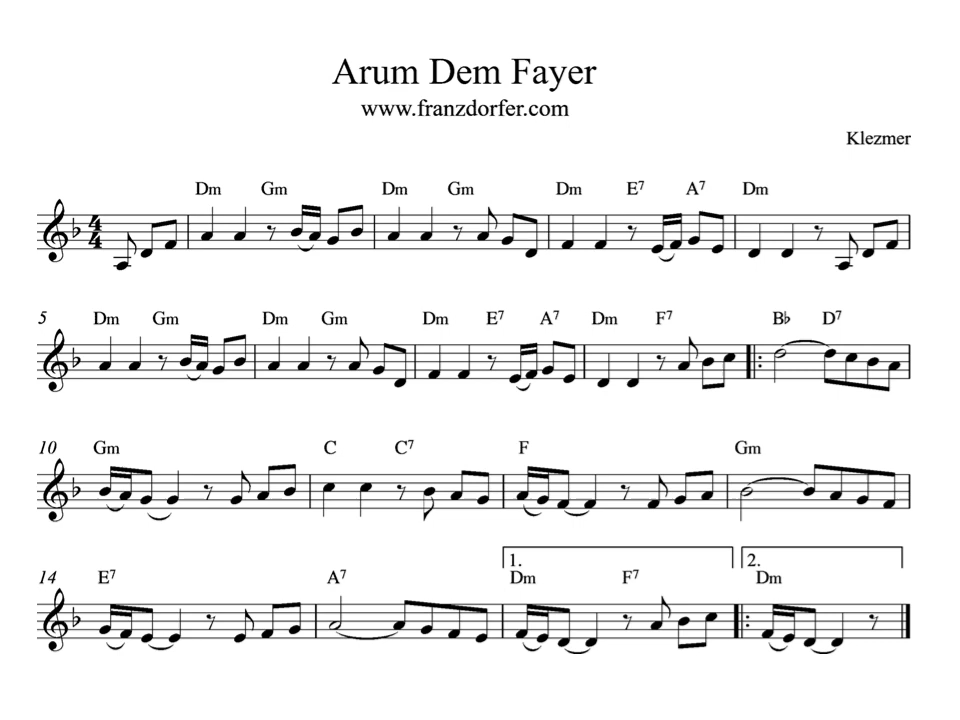 Arum Dem Fayer
www.franzdorfer.com
Klezmer
Dm Gm Dm Gm Dm E7 A7 Dm
4
4
5 Dm Gm Dm Gm Dm E7 A7 Dm F7 B♭ D7
10 Gm C C7 F Gm
1. 2.
14 E7 A7 Dm F7 Dm